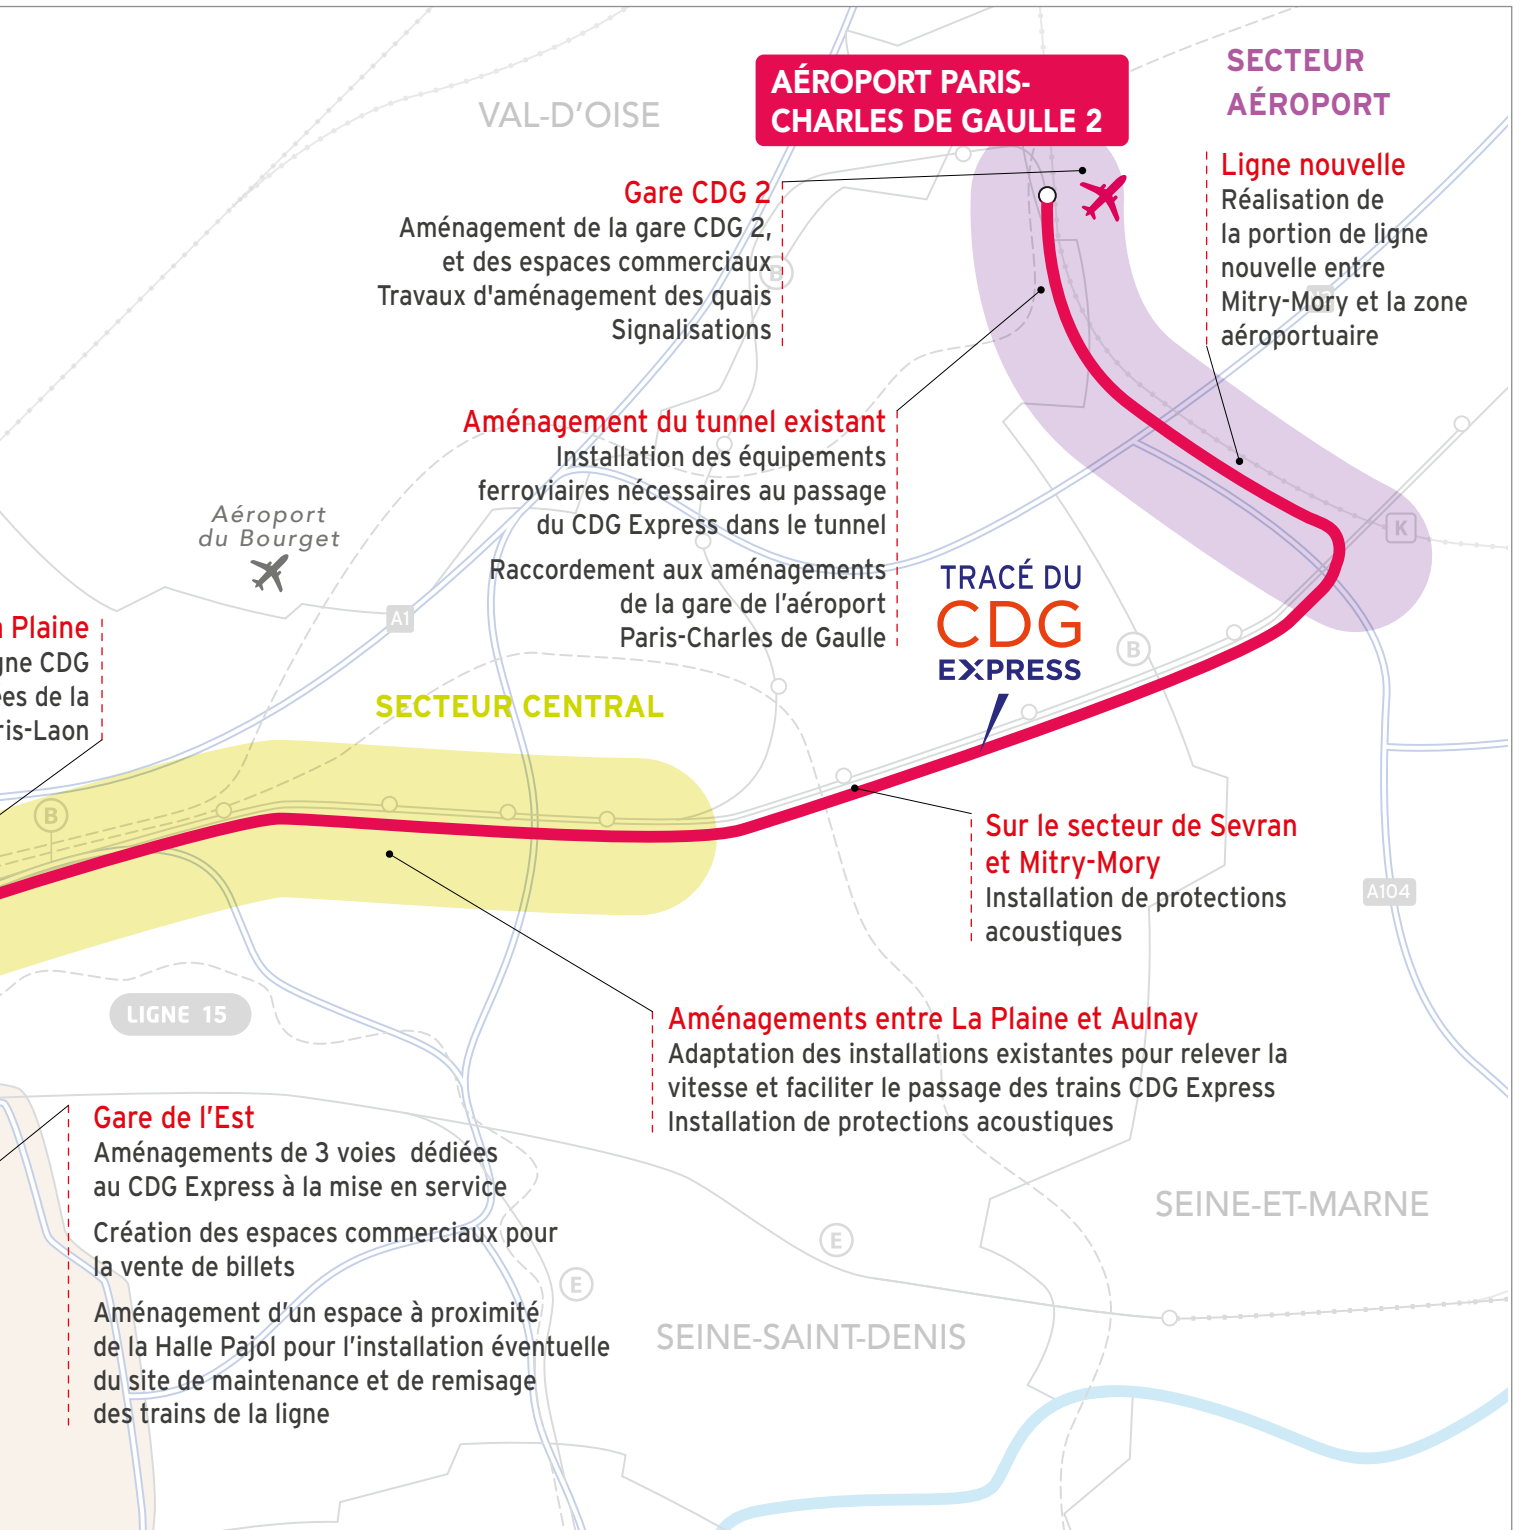 AÉROPORT PARIS-
CHARLES DE GAULLE 2
SECTEUR
AÉROPORT
VAL-D'OISE
Ligne nouvelle
Réalisation de
la portion de ligne
nouvelle entre
Mitry-Mory et la zone
aéroportuaire
Gare CDG 2
Aménagement de la gare CDG 2,
et des espaces commerciaux
Travaux d'aménagement des quais
Signalisations
B
Aménagement du tunnel existant
Installation des équipements
ferroviaires nécessaires au passage
du CDG Express dans le tunnel
Raccordement aux aménagements
de la gare de l'aéroport
Paris-Charles de Gaulle
K
Aéroport
du Bourget
A1
TRACÉ DU
CDG
EXPRESS
B
Plaine
gne CDG
es de la
ris-Laon
SECTEUR CENTRAL
B
Sur le secteur de Sevran
et Mitry-Mory
Installation de protections
acoustiques
A104
LIGNE 15
Aménagements entre La Plaine et Aulnay
Adaptation des installations existantes pour relever la
vitesse et faciliter le passage des trains CDG Express
Installation de protections acoustiques
Gare de l'Est
Aménagements de 3 voies dédiées
au CDG Express à la mise en service
Création des espaces commerciaux pour
la vente de billets
Aménagement d'un espace à proximité
de la Halle Pajol pour l'installation éventuelle
du site de maintenance et de remisage
des trains de la ligne
E
E
SEINE-ET-MARNE
SEINE-SAINT-DENIS